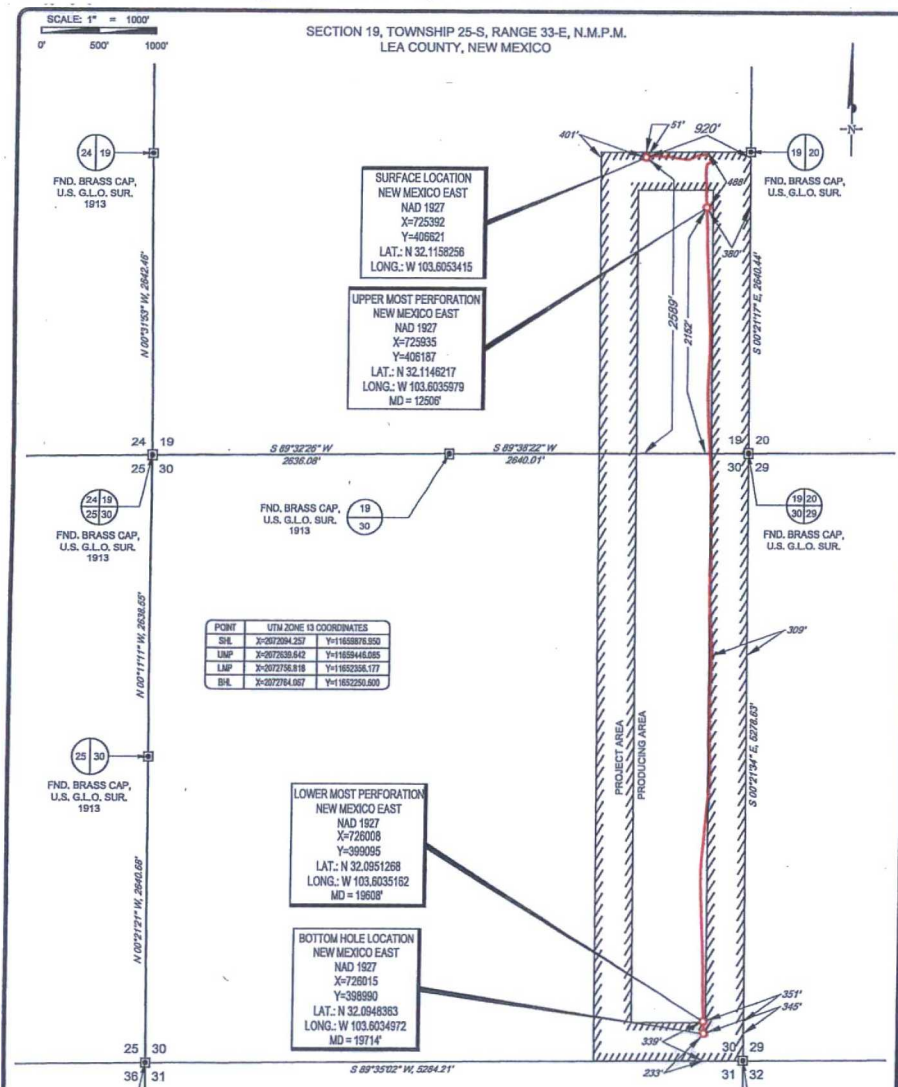 SCALE: 1" = 1000'
0' 500' 1000'
SECTION 19, TOWNSHIP 25-S, RANGE 33-E, N.M.P.M.
LEA COUNTY, NEW MEXICO
24 19
FND. BRASS CAP,
U.S. G.L.O. SUR.
1913
401'
51'
920'
N
19 20
FND. BRASS CAP,
U.S. G.L.O. SUR.
SURFACE LOCATION
NEW MEXICO EAST
NAD 1927
X=725392
Y=406621
LAT.: N 32.1158256
LONG.: W 103.6053415
488'
380'
UPPER MOST PERFORATION
NEW MEXICO EAST
NAD 1927
X=725935
Y=406187
LAT.: N 32.1146217
LONG.: W 103.6035979
MD = 12506'
N 00°31'53" W, 2642.46'
2589'
2152'
S 00°21'17" E, 2640.44'
24 19
25 30
S 89°32'26" W
2636.08'
S 89°38'22" W
2640.01'
19 20
30 29
24 19
25 30
FND. BRASS CAP,
U.S. G.L.O. SUR.
1913
FND. BRASS CAP,
U.S. G.L.O. SUR.
1913
19
30
19 20
30 29
FND. BRASS CAP,
U.S. G.L.O. SUR.
POINT UTM ZONE 13 COORDINATES
SHL X=2072094.257 Y=11659876.950
UMP X=2072639.642 Y=11659446.085
LMP X=2072756.818 Y=11652356.177
BHL X=2072764.067 Y=11652250.600
N 00°11'11" W, 2638.55'
309'
PROJECT AREA
PRODUCING AREA
S 00°21'34" E, 5278.63'
25 30
FND. BRASS CAP,
U.S. G.L.O. SUR.
1913
LOWER MOST PERFORATION
NEW MEXICO EAST
NAD 1927
X=726008
Y=399095
LAT.: N 32.0951268
LONG.: W 103.6035162
MD = 19608'
N 00°21'21" W, 2640.68'
BOTTOM HOLE LOCATION
NEW MEXICO EAST
NAD 1927
X=726015
Y=398990
LAT.: N 32.0948363
LONG.: W 103.6034972
MD = 19714'
351'
345'
339'
233'
25 30
36 31
S 89°35'02" W, 5264.21'
30 29
31 32